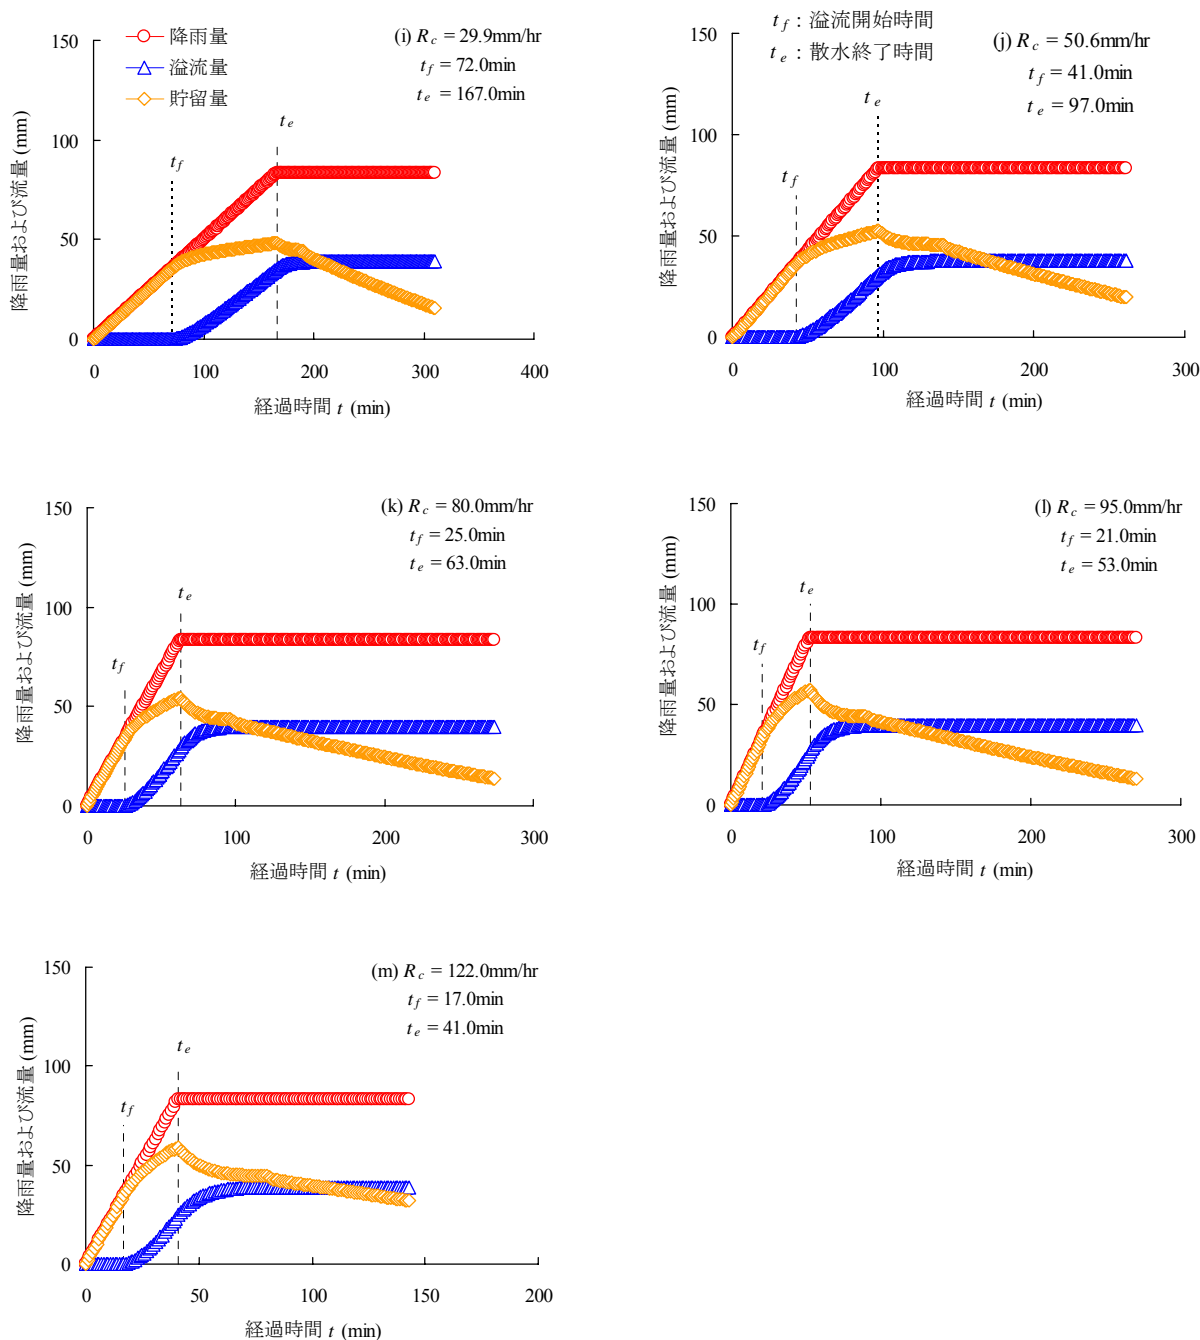 降雨量
溢流量
貯留量
(i) Rc = 29.9mm/hr
tf = 72.0min
te = 167.0min
tf
te
150
100
50
0
0 100 200 300 400
降雨量および流量 (mm)
経過時間 t (min)
tf : 溢流開始時間
te : 散水終了時間
(j) Rc = 50.6mm/hr
tf = 41.0min
te = 97.0min
te
tf
150
100
50
0
0 100 200 300
降雨量および流量 (mm)
経過時間 t (min)
(k) Rc = 80.0mm/hr
tf = 25.0min
te = 63.0min
te
tf
150
100
50
0
0 100 200 300
降雨量および流量 (mm)
経過時間 t (min)
(l) Rc = 95.0mm/hr
tf = 21.0min
te = 53.0min
te
tf
150
100
50
0
0 100 200 300
降雨量および流量 (mm)
経過時間 t (min)
(m) Rc = 122.0mm/hr
tf = 17.0min
te = 41.0min
te
tf
150
100
50
0
0 50 100 150 200
降雨量および流量 (mm)
経過時間 t (min)